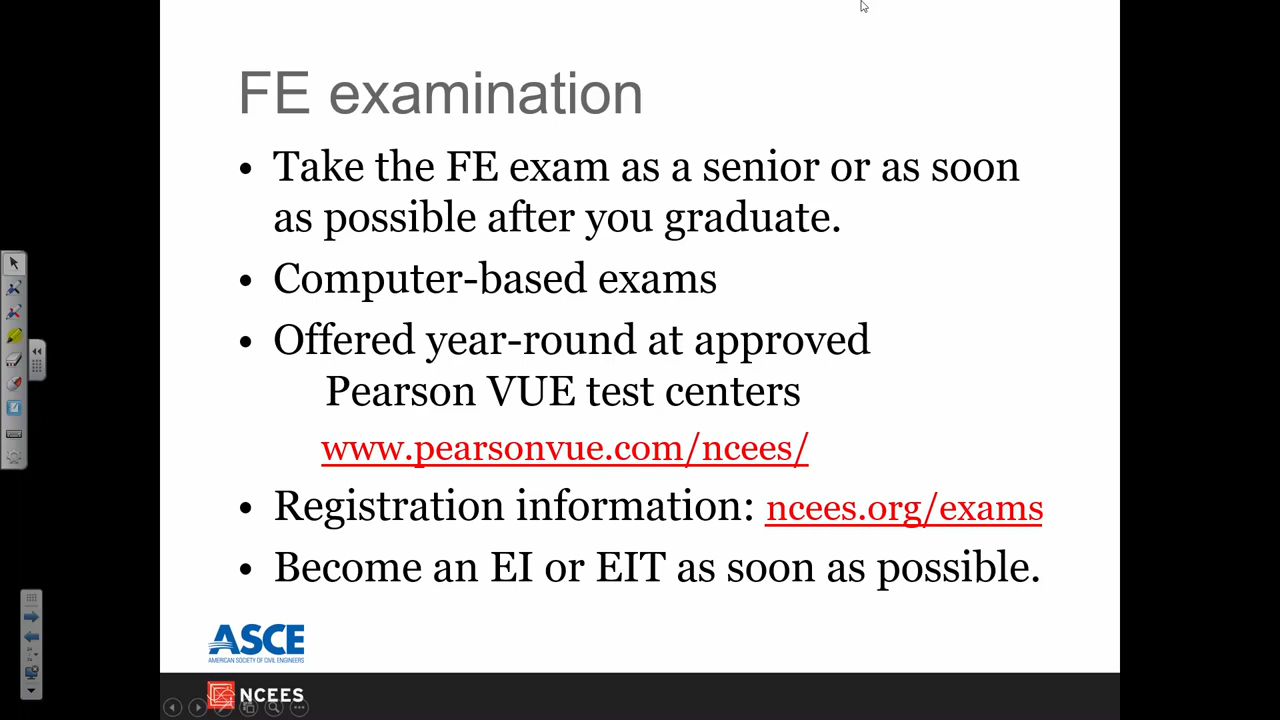 FE examination
• Take the FE exam as a senior or as soon
as possible after you graduate.
• Computer-based exams
• Offered year-round at approved
Pearson VUE test centers
www.pearsonvue.com/ncees/
• Registration information: ncees.org/exams
• Become an EI or EIT as soon as possible.
ASCE
AMERICAN SOCIETY OF CIVIL ENGINEERS
NCEES